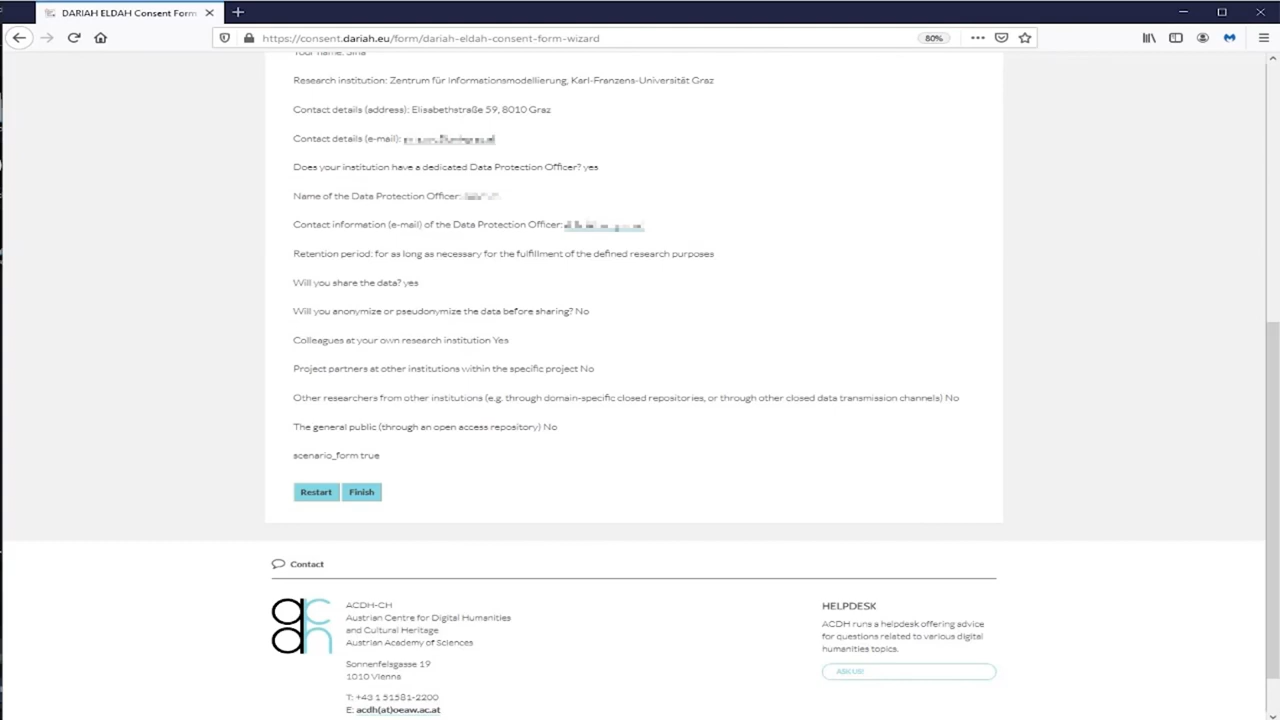 DARIAH ELDAH Consent Form
https://consent.dariah.eu/form/dariah-eldah-consent-form-wizard
80%
Your name: Sina
Research institution: Zentrum für Informationsmodellierung, Karl-Franzens-Universität Graz
Contact details (address): Elisabethstraße 59, 8010 Graz
Contact details (e-mail):
Does your institution have a dedicated Data Protection Officer? yes
Name of the Data Protection Officer:
Contact information (e-mail) of the Data Protection Officer:
Retention period: for as long as necessary for the fulfillment of the defined research purposes
Will you share the data? yes
Will you anonymize or pseudonymize the data before sharing? No
Colleagues at your own research institution Yes
Project partners at other institutions within the specific project No
Other researchers from other institutions (e.g. through domain-specific closed repositories, or through other closed data transmission channels) No
The general public (through an open access repository) No
scenario_form true
Restart Finish
Contact
acdh
ACDH-CH
Austrian Centre for Digital Humanities
and Cultural Heritage
Austrian Academy of Sciences
Sonnenfelsgasse 19
1010 Vienna
T: +43 1 51581-2200
E: acdh(at)oeaw.ac.at
HELPDESK
ACDH runs a helpdesk offering advice
for questions related to various digital
humanities topics.
ASK US!